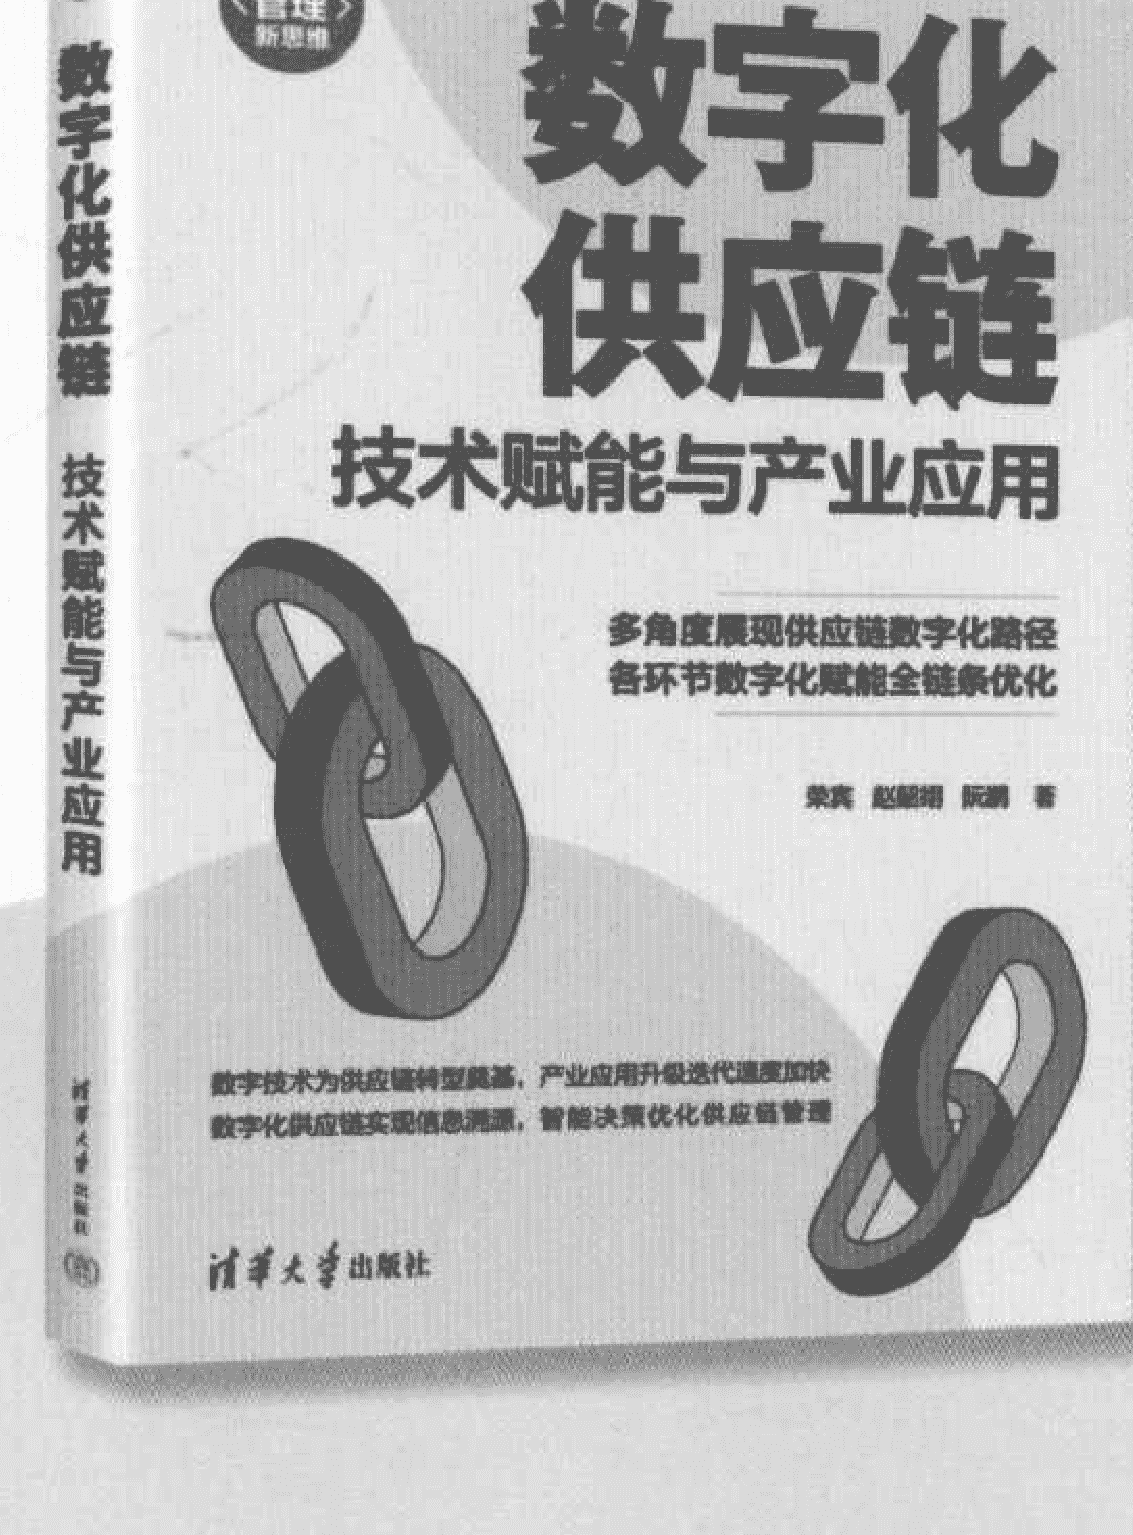 管理
新思维
数字化
供应链
技术赋能与产业应用
多角度展现供应链数字化路径
各环节数字化赋能全链条优化
荣宾 赵韶翊 阮鹏 著
数字技术为供应链转型奠基，产业应用升级迭代速度加快
数字化供应链实现信息溯源，智能决策优化供应链管理
清华大学出版社
数字化供应链 技术赋能与产业应用
清华大学出版社